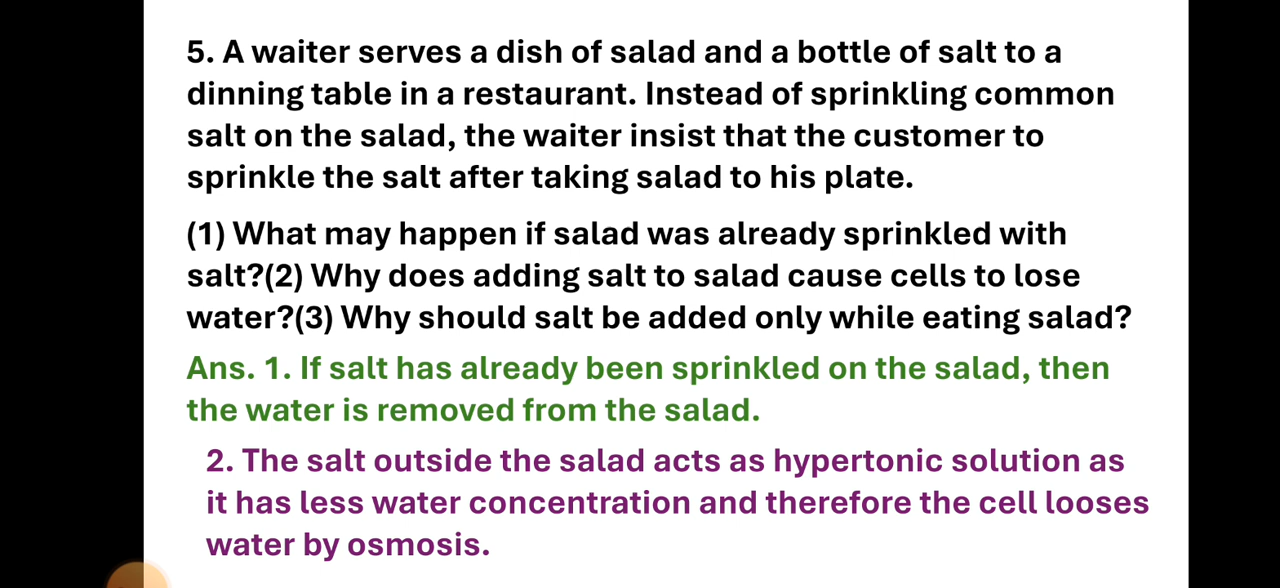 5. A waiter serves a dish of salad and a bottle of salt to a
dinning table in a restaurant. Instead of sprinkling common
salt on the salad, the waiter insist that the customer to
sprinkle the salt after taking salad to his plate.
(1) What may happen if salad was already sprinkled with
salt?(2) Why does adding salt to salad cause cells to lose
water?(3) Why should salt be added only while eating salad?
Ans. 1. If salt has already been sprinkled on the salad, then
the water is removed from the salad.
2. The salt outside the salad acts as hypertonic solution as
it has less water concentration and therefore the cell looses
water by osmosis.